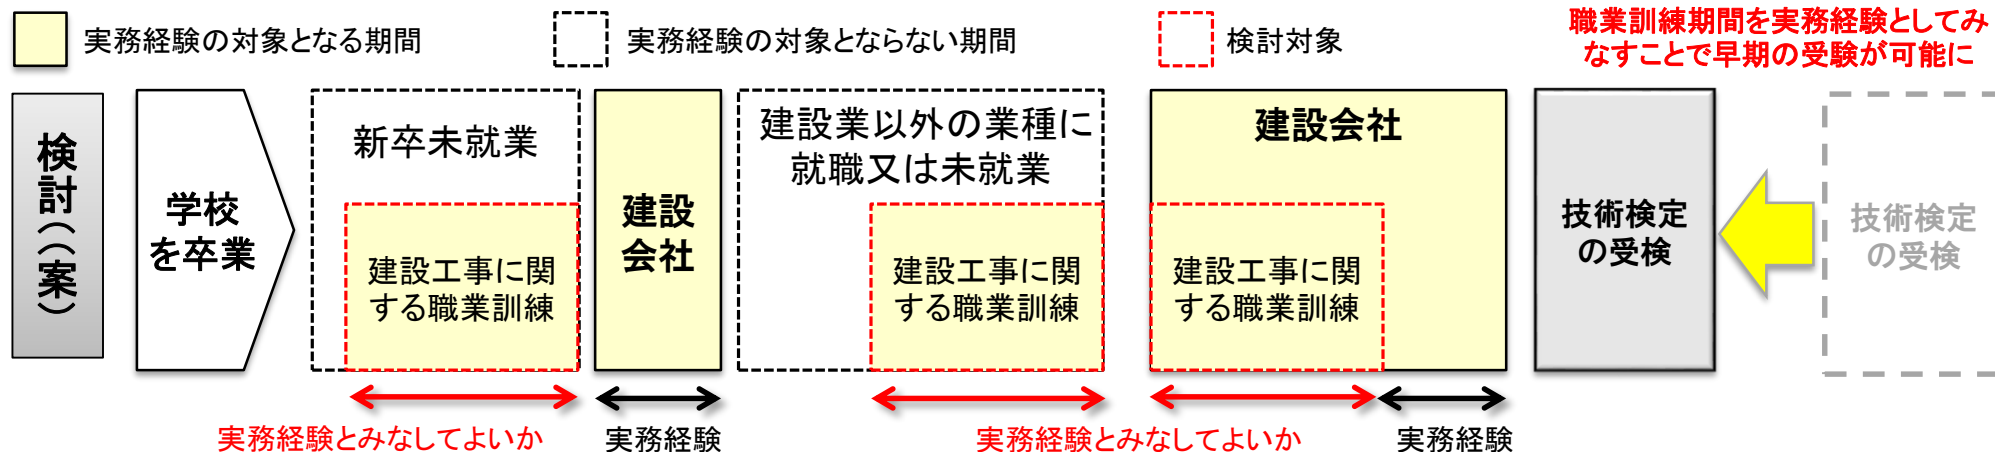 実務経験の対象となる期間
実務経験の対象とならない期間
検討対象
職業訓練期間を実務経験としてみ
なすことで早期の受験が可能に
検討（（案）
学校
を卒業
新卒未就業
建設工事に関
する職業訓練
建設
会社
建設業以外の業種に
就職又は未就業
建設工事に関
する職業訓練
建設会社
建設工事に関
する職業訓練
技術検定
の受検
技術検定
の受検
実務経験とみなしてよいか
実務経験
実務経験とみなしてよいか
実務経験